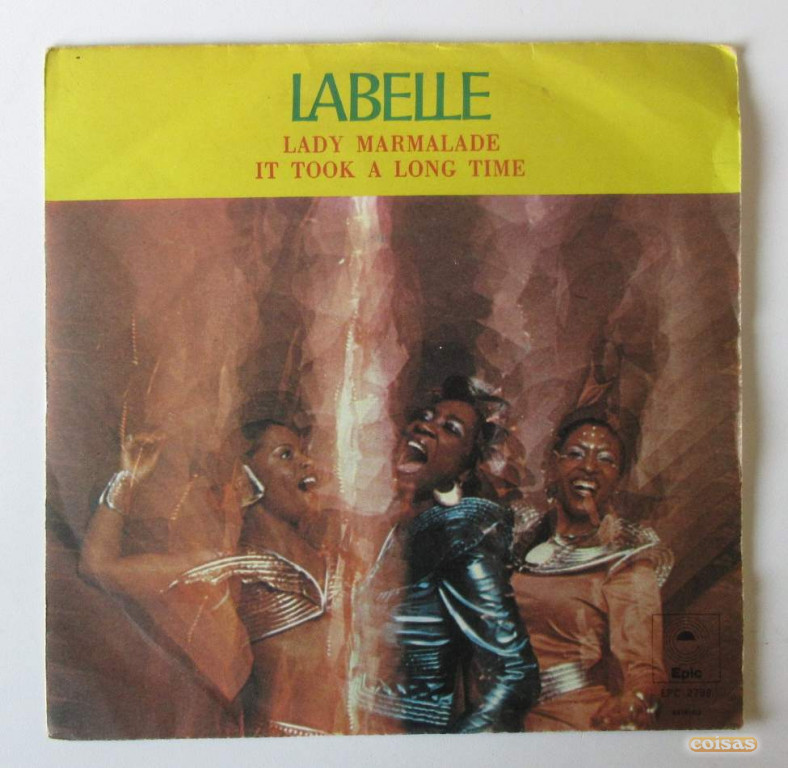 LABELLE
LADY MARMALADE
IT TOOK A LONG TIME
Epic
coisas